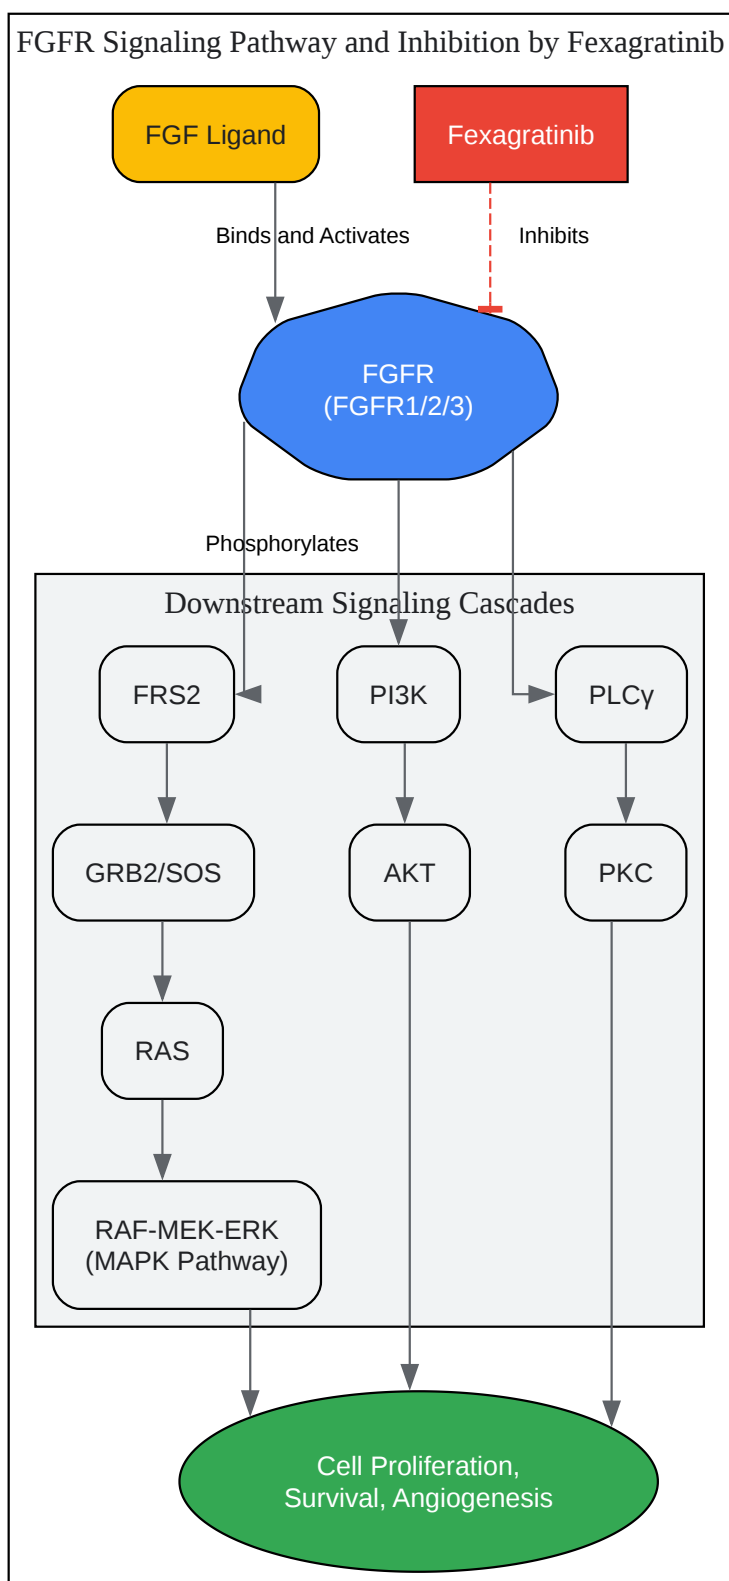 FGFR Signaling Pathway and Inhibition by Fexagratinib
FGF Ligand
Fexagratinib
Binds and Activates
Inhibits
FGFR
(FGFR1/2/3)
Phosphorylates
Downstream Signaling Cascades
FRS2
PI3K
PLCγ
GRB2/SOS
AKT
PKC
RAS
RAF-MEK-ERK
(MAPK Pathway)
Cell Proliferation,
Survival, Angiogenesis